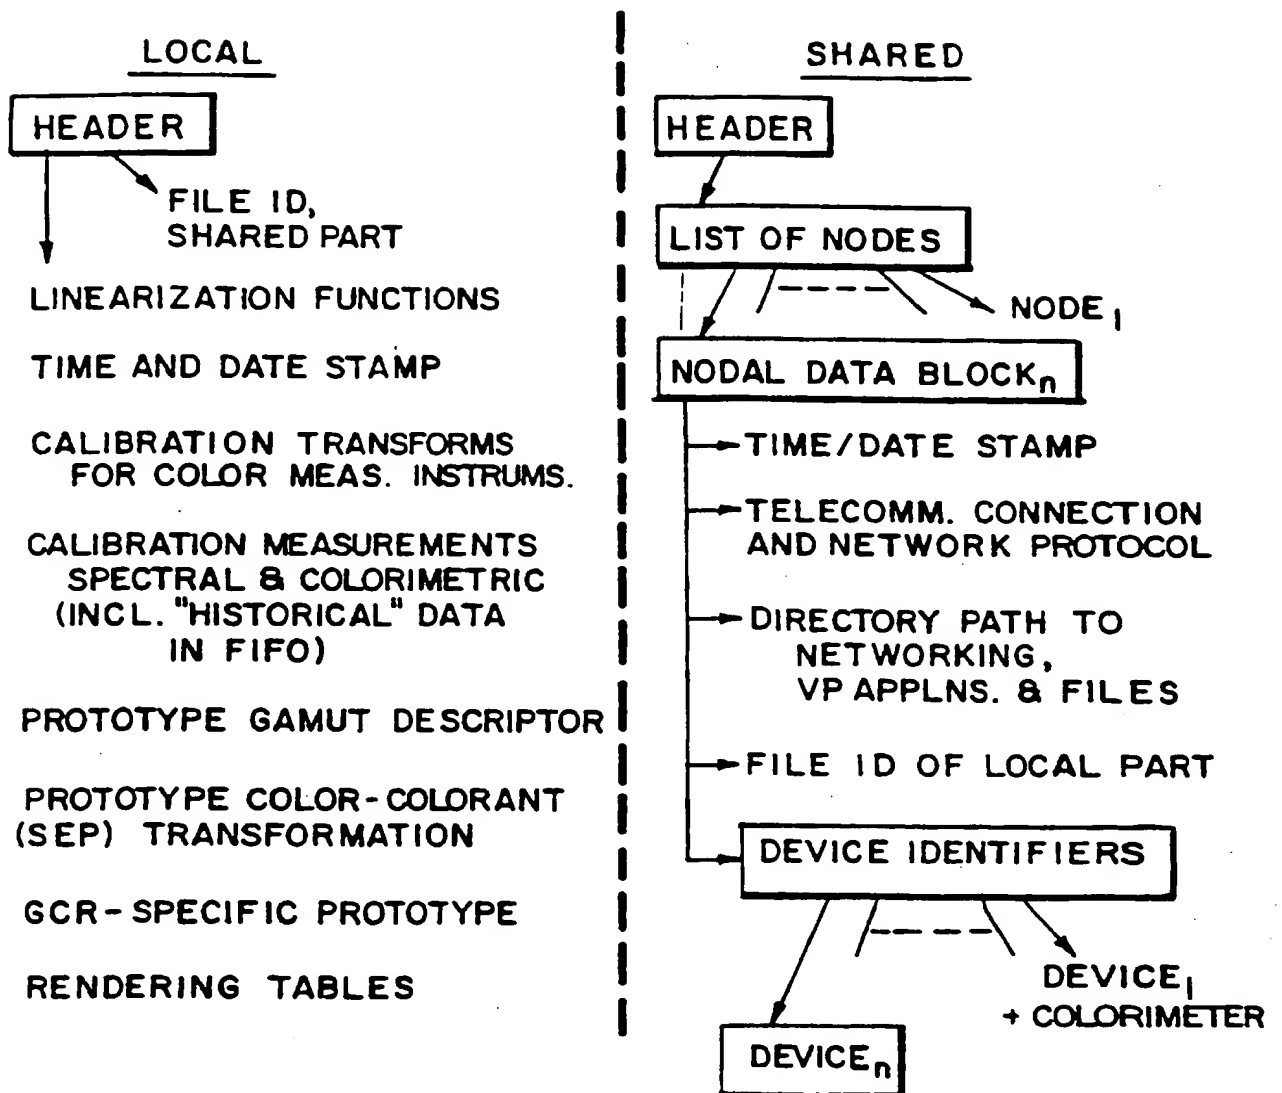 LOCAL
HEADER
FILE ID,
SHARED PART
LINEARIZATION FUNCTIONS
TIME AND DATE STAMP
CALIBRATION TRANSFORMS
FOR COLOR MEAS. INSTRUMS.
CALIBRATION MEASUREMENTS
SPECTRAL & COLORIMETRIC
(INCL. "HISTORICAL" DATA
IN FIFO)
PROTOTYPE GAMUT DESCRIPTOR
PROTOTYPE COLOR-COLORANT
(SEP) TRANSFORMATION
GCR-SPECIFIC PROTOTYPE
RENDERING TABLES
SHARED
HEADER
LIST OF NODES
NODE1
NODAL DATA BLOCKn
TIME/DATE STAMP
TELECOMM. CONNECTION
AND NETWORK PROTOCOL
DIRECTORY PATH TO
NETWORKING,
VP APPLNS. & FILES
FILE ID OF LOCAL PART
DEVICE IDENTIFIERS
DEVICE1
+ COLORIMETER
DEVICEn